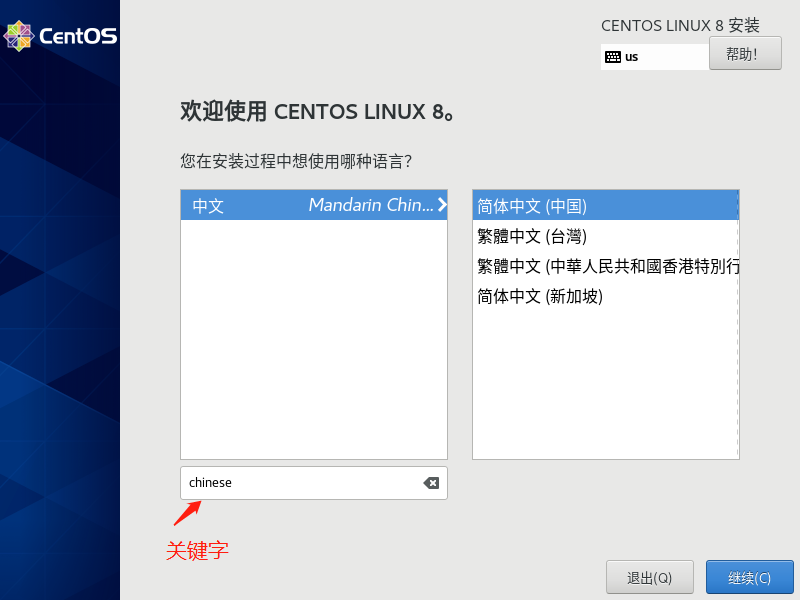 CentOS
CENTOS LINUX 8 安装
us
帮助!
欢迎使用 CENTOS LINUX 8。
您在安装过程中想使用哪种语言?
中文 Mandarin Chin...
简体中文 (中国)
繁體中文 (台灣)
繁體中文 (中華人民共和國香港特別行
简体中文 (新加坡)
chinese
关键字
退出(Q)
继续(C)